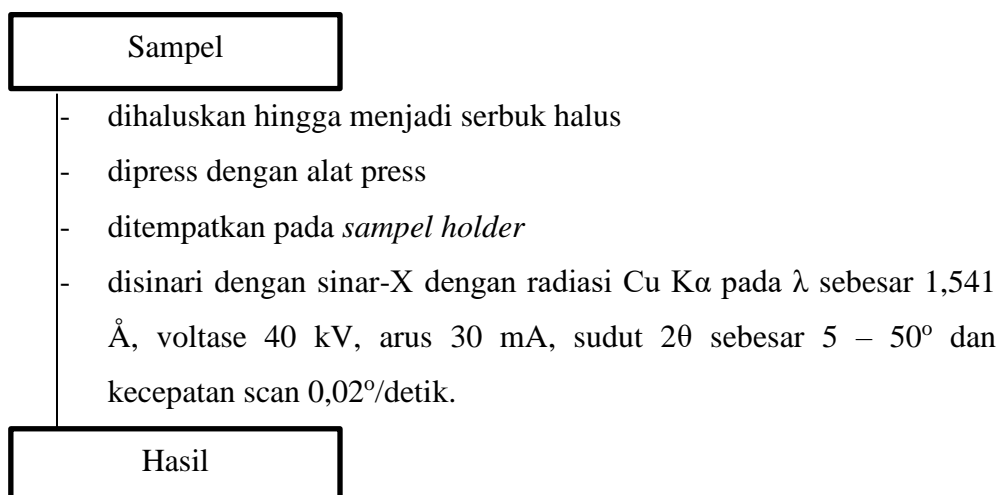 Sampel
- dihaluskan hingga menjadi serbuk halus
- dipress dengan alat press
- ditempatkan pada sampel holder
- disinari dengan sinar-X dengan radiasi Cu Kα pada λ sebesar 1,541
Å, voltase 40 kV, arus 30 mA, sudut 2θ sebesar 5 – 50º dan
kecepatan scan 0,02º/detik.
Hasil